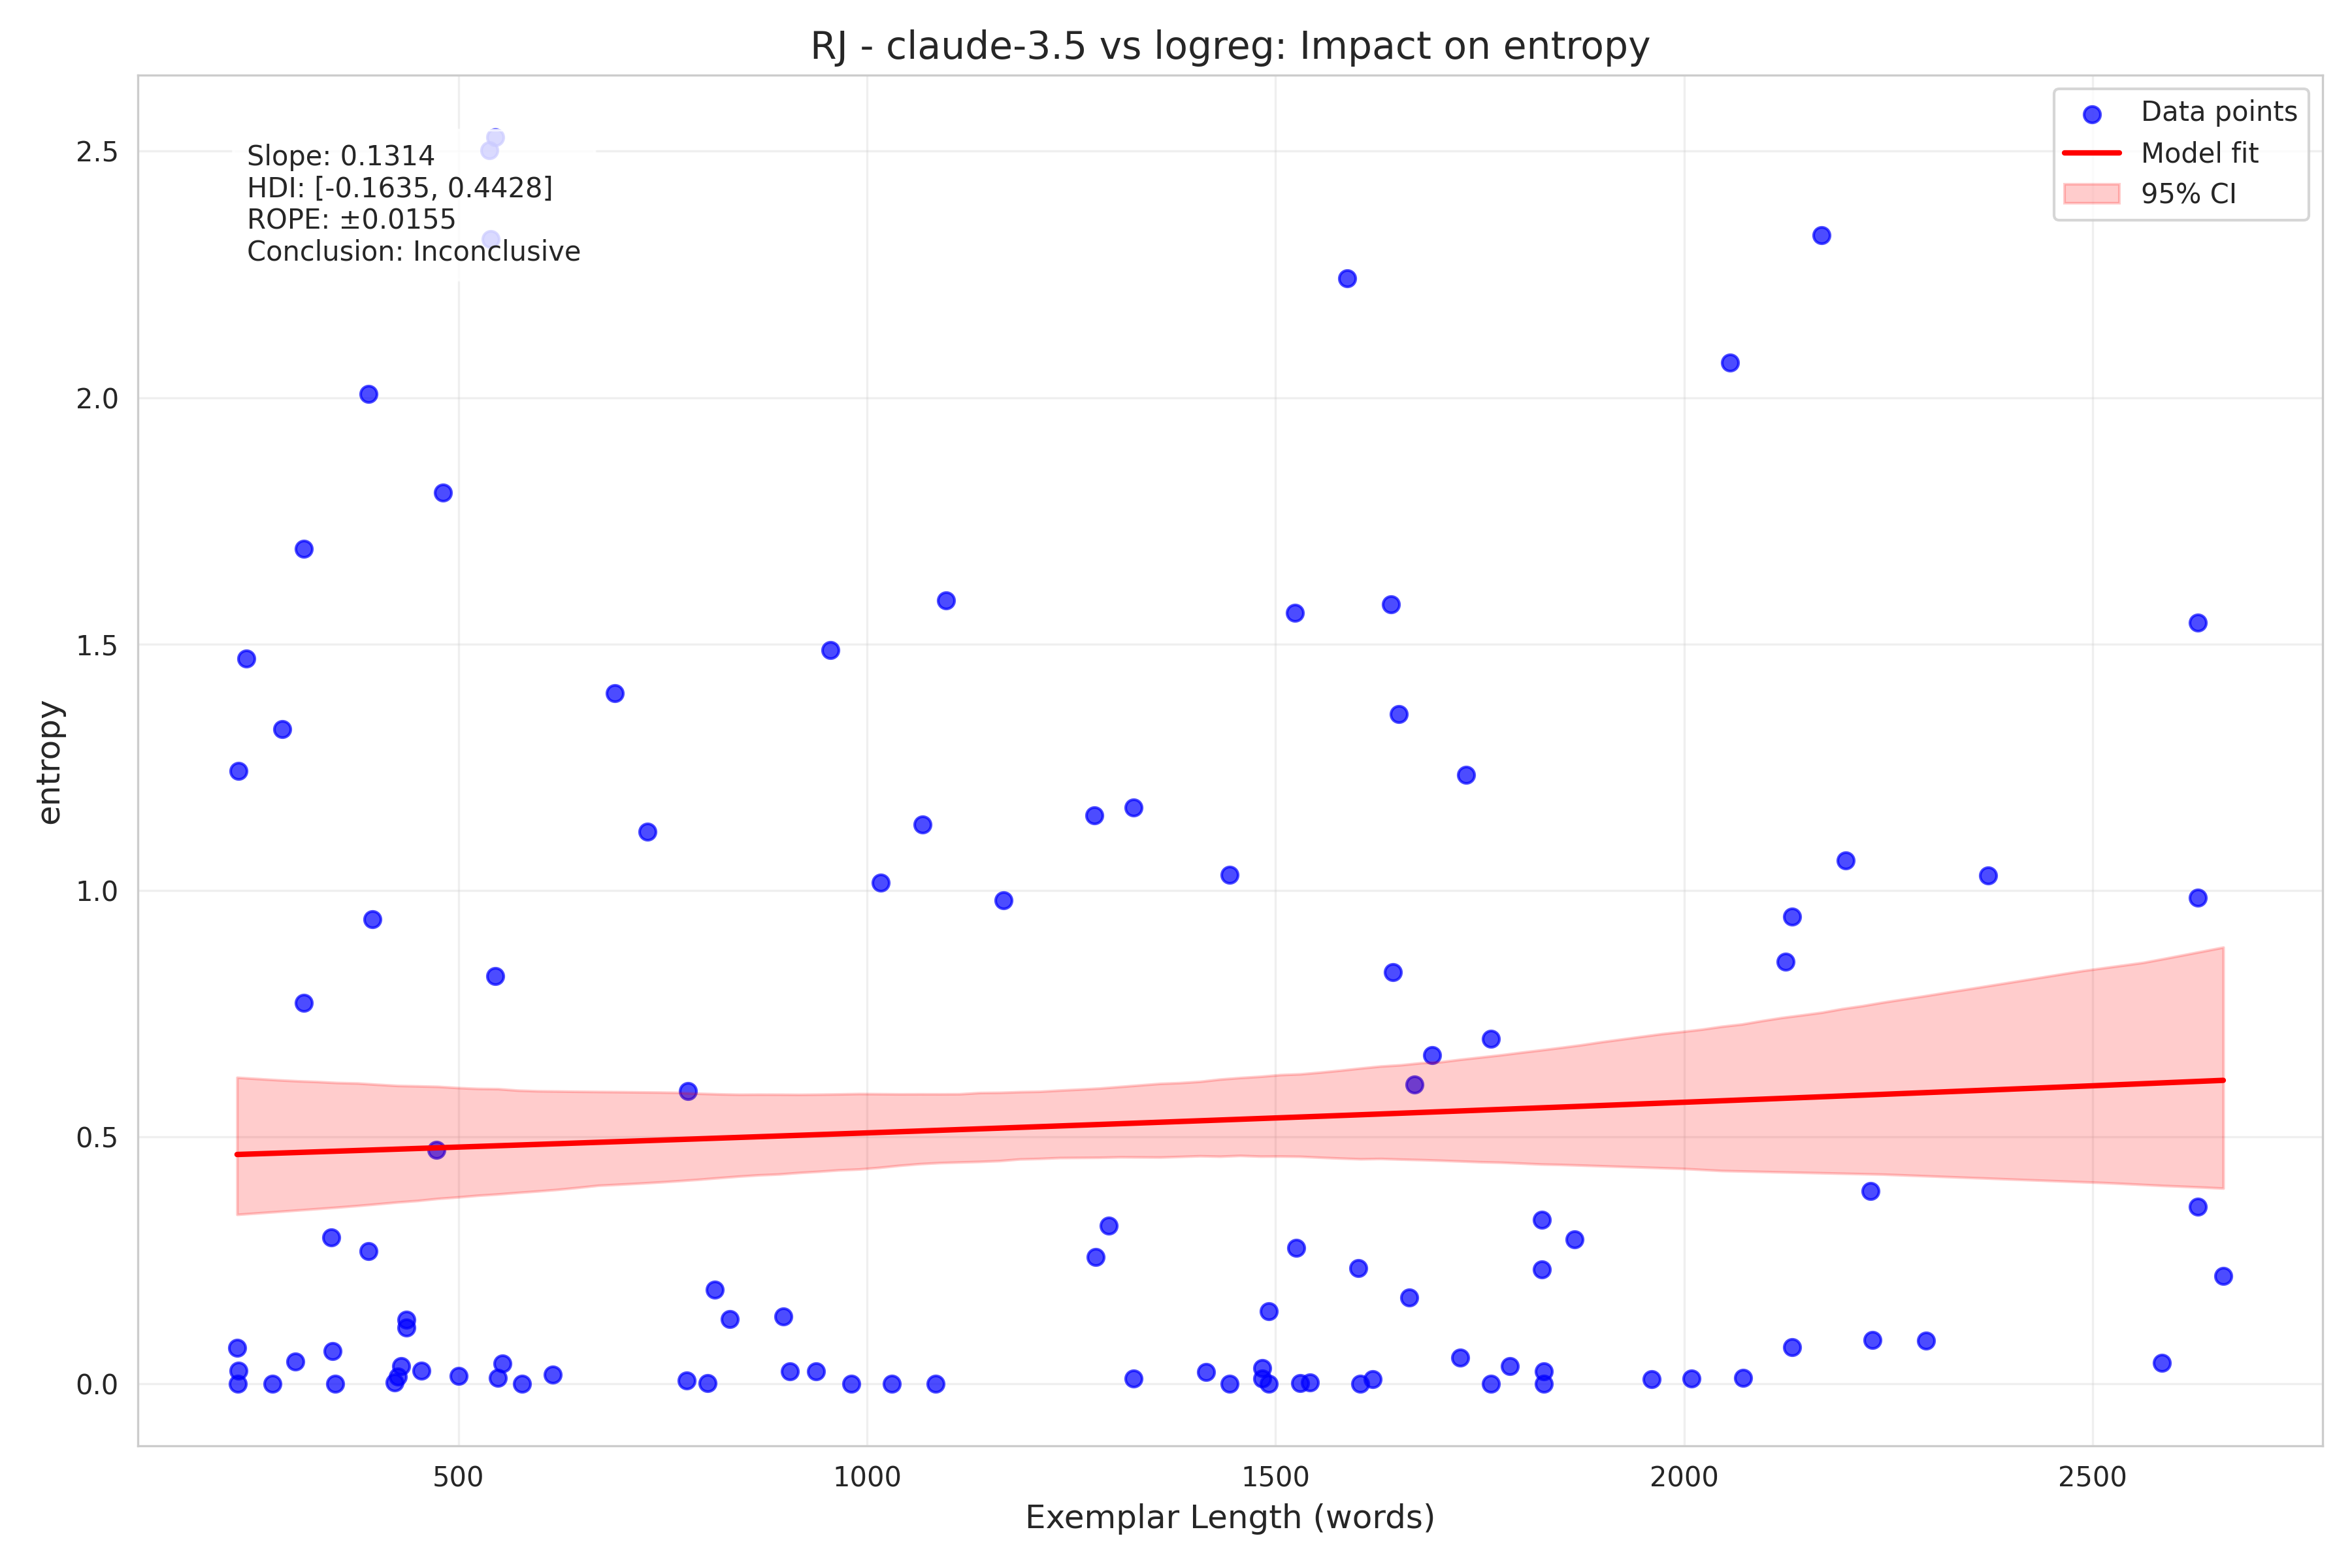 RJ - claude-3.5 vs logreg: Impact on entropy
Slope: 0.1314
HDI: [-0.1635, 0.4428]
ROPE: ±0.0155
Conclusion: Inconclusive
Data points
Model fit
95% CI
entropy
2.5
2.0
1.5
1.0
0.5
0.0
500
1000
1500
2000
2500
Exemplar Length (words)